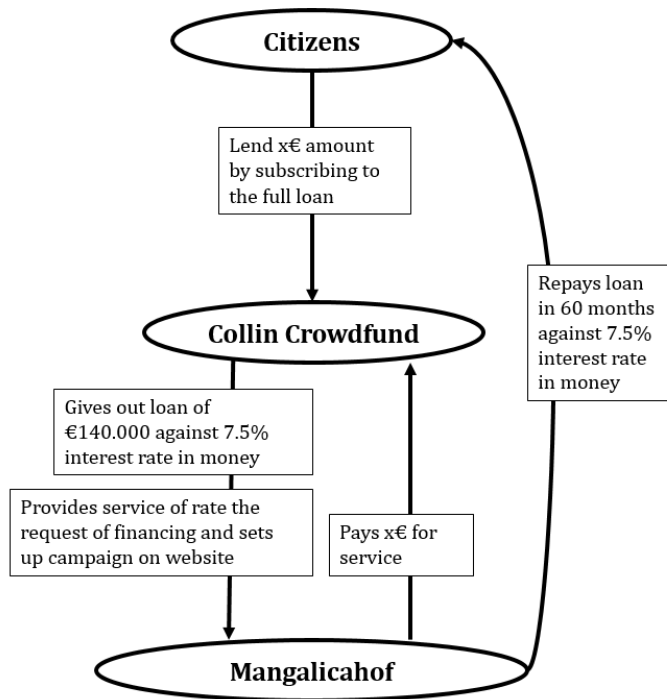 Citizens
Lend x€ amount
by subscribing to
the full loan
Collin Crowdfund
Repays loan
in 60 months
against 7.5%
interest rate
in money
Gives out loan of
€140.000 against 7.5%
interest rate in money
Provides service of rate the
request of financing and sets
up campaign on website
Pays x€ for
service
Mangalicahof